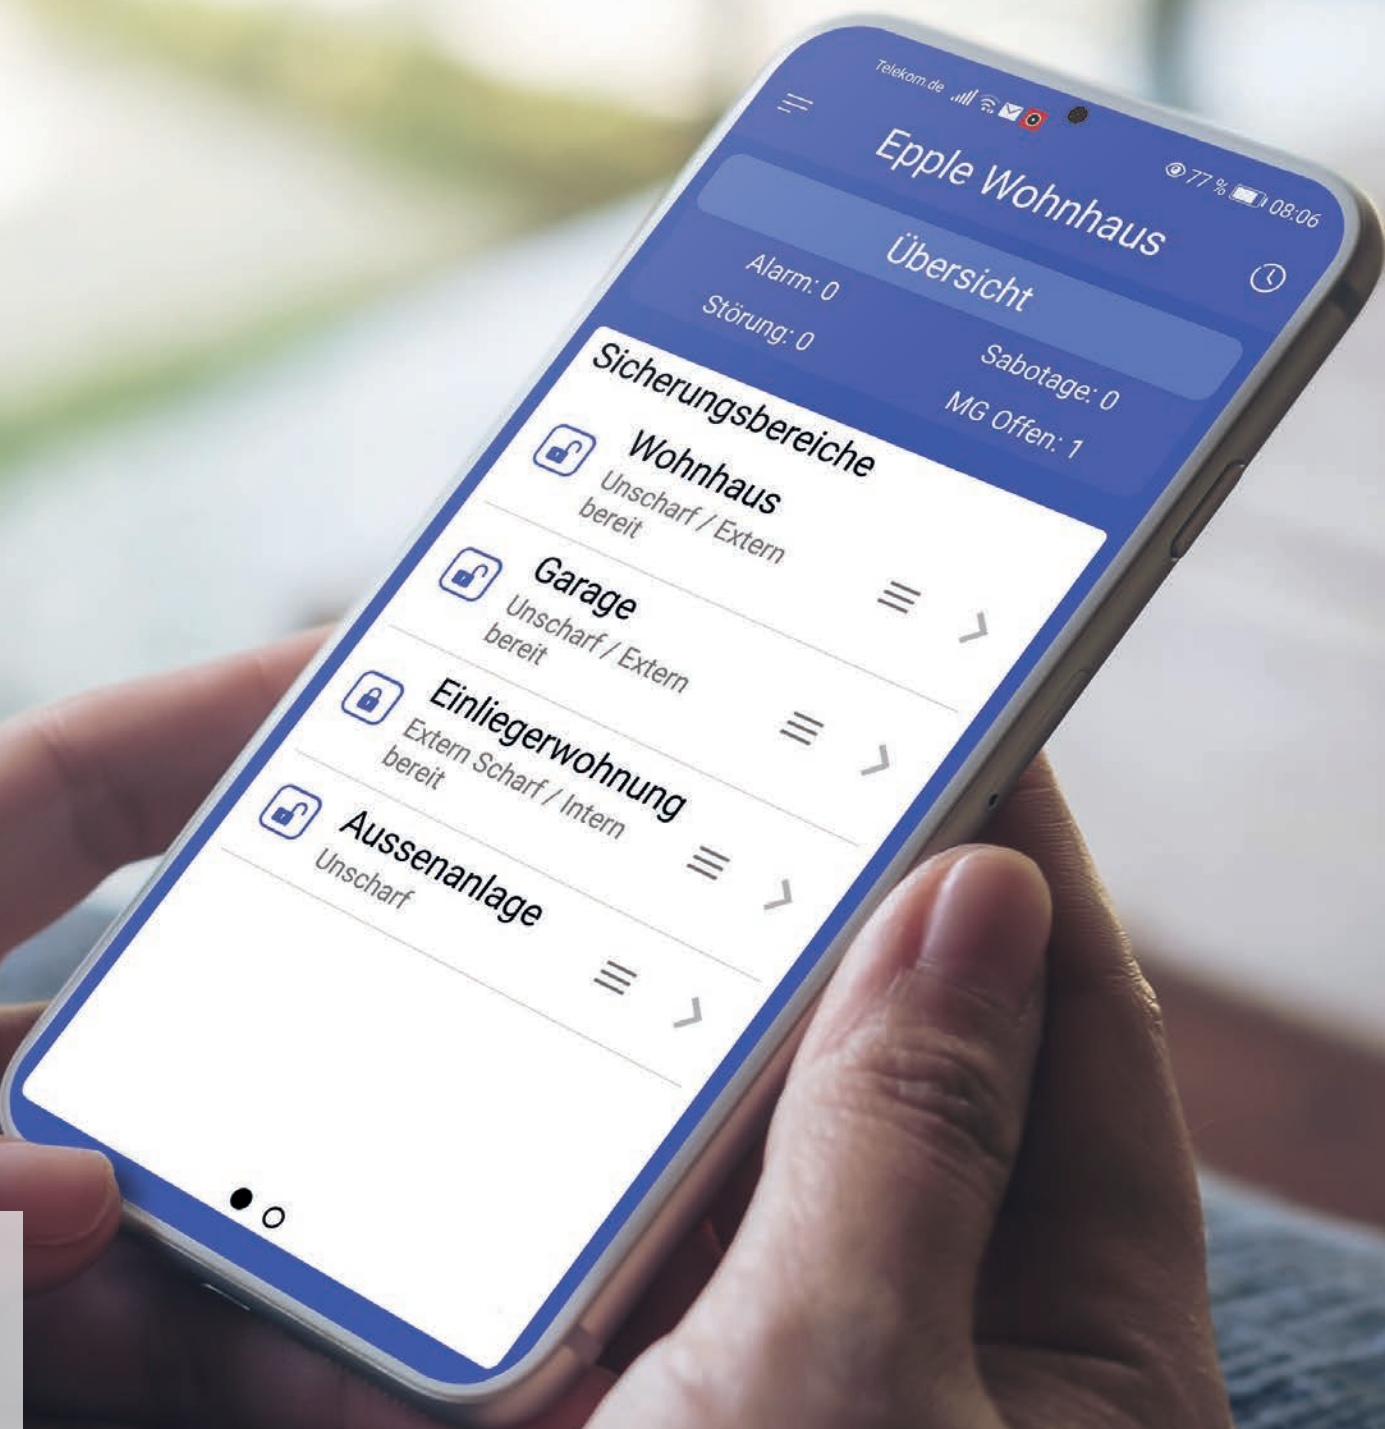 Telekom.de
77 % 08:06
Epple Wohnhaus
Übersicht
Alarm: 0
Sabotage: 0
Störung: 0
MG Offen: 1
Sicherungsbereiche
Wohnhaus
Unscharf / Extern
bereit
Garage
Unscharf / Extern
bereit
Einliegerwohnung
Extern Scharf / Intern
bereit
Aussenanlage
Unscharf